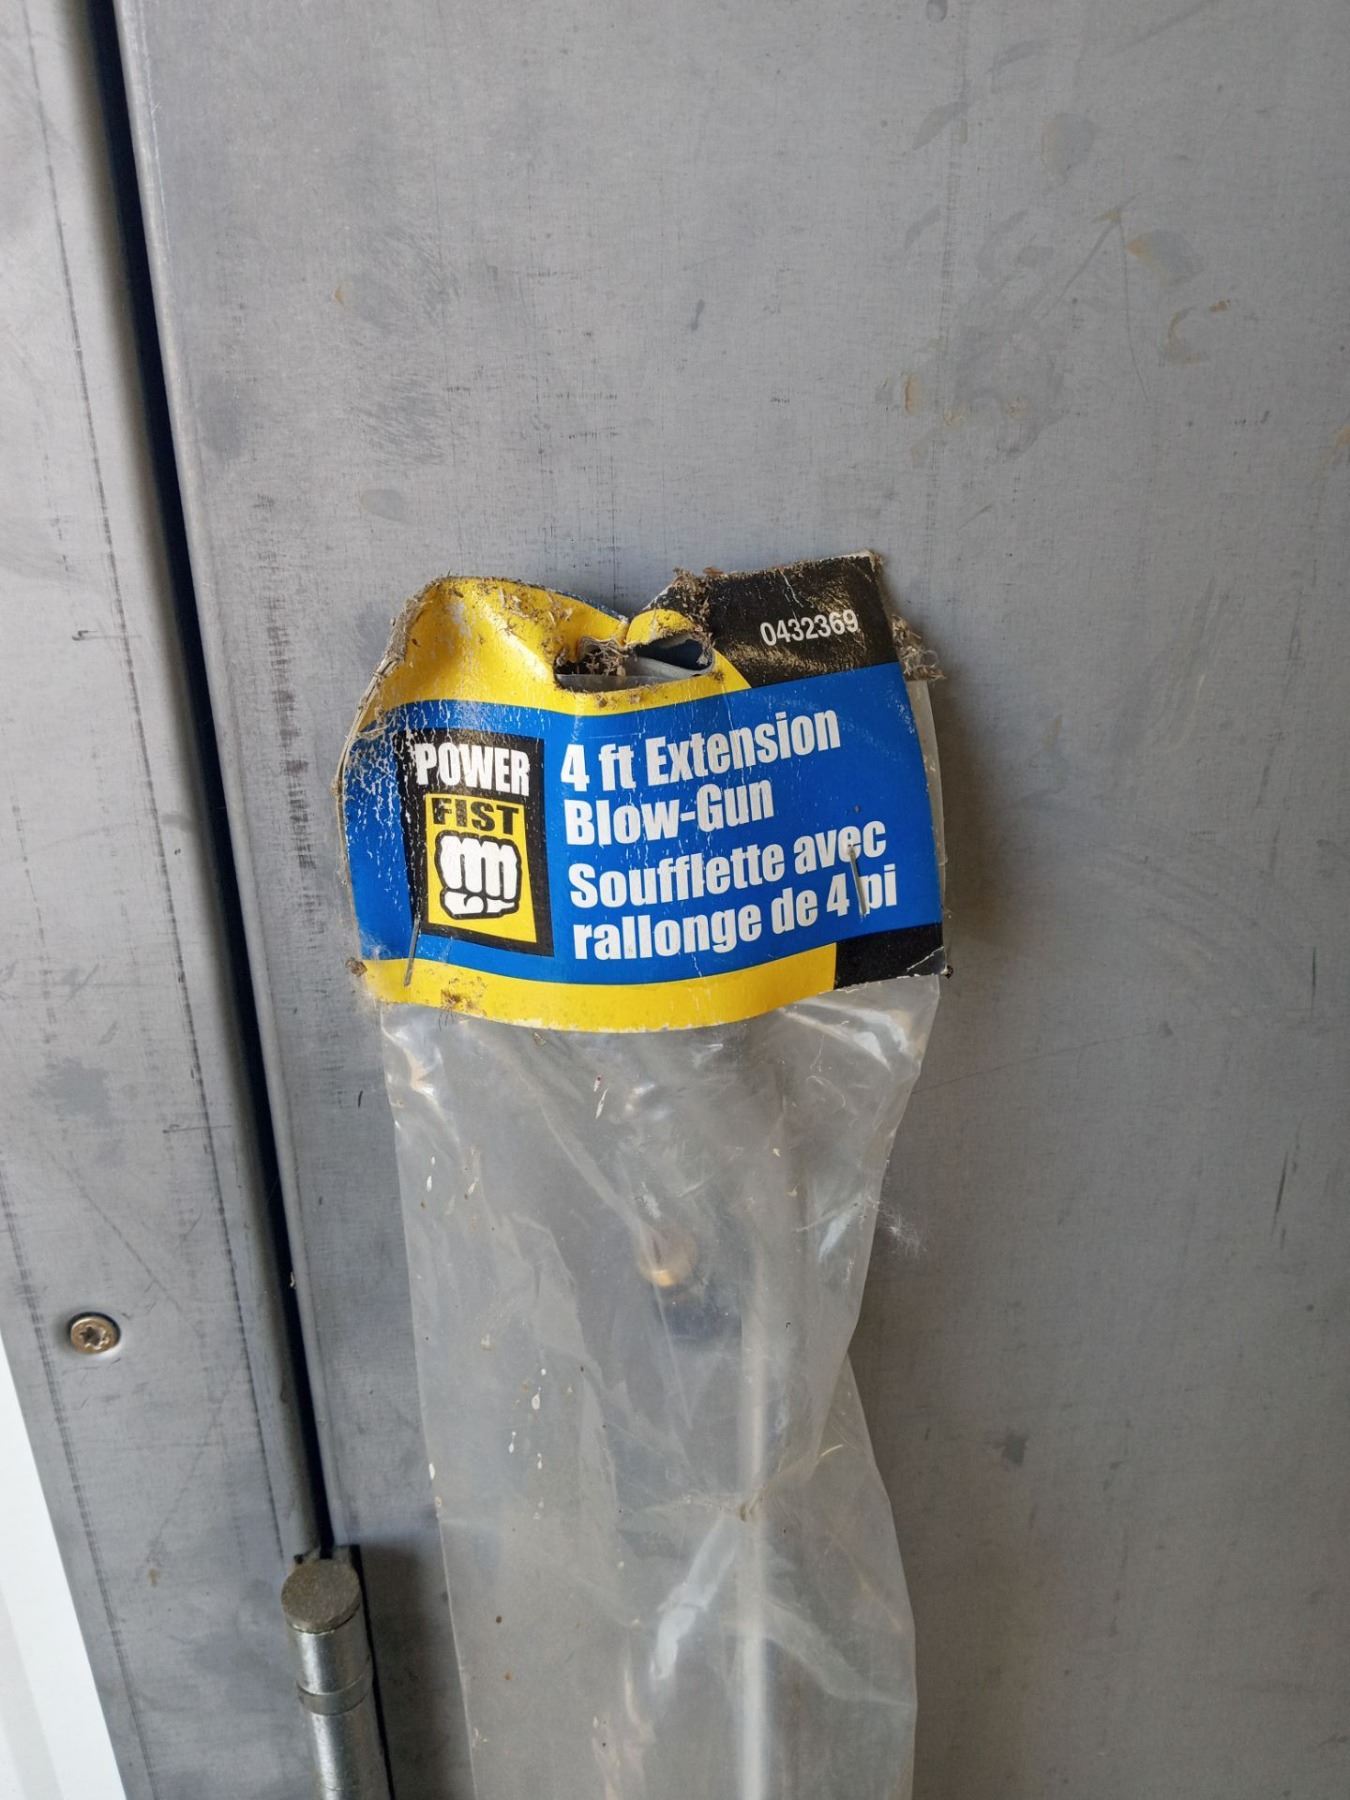 0432369
POWER
FIST
4 ft Extension
Blow-Gun
Soufflette avec
rallonge de 4 pi